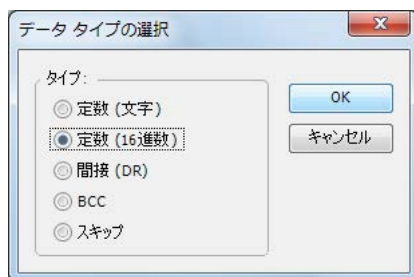 データ タイプの選択
タイプ:
定数 (文字)
定数 (16進数)
間接 (DR)
BCC
スキップ
OK
キャンセル